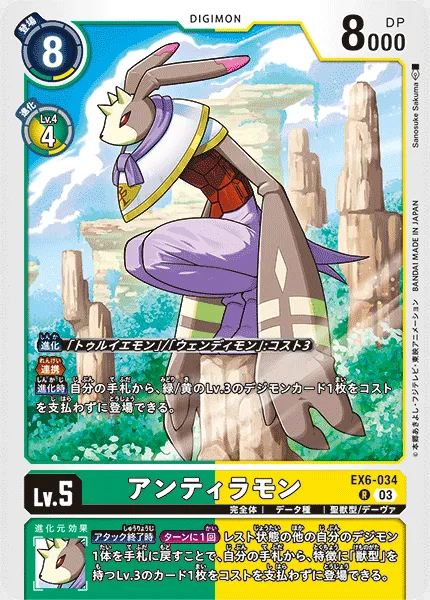 登場
8
DIGIMON
8000
DP
進化
Lv.4
4
Sanosuke Sakuma
BANDAI MADE IN JAPAN
©本郷あきよし・フジテレビ・東映アニメーション
進化 「トゥルイエモン」/「ウェンディモン」:コスト3
連携
進化時 自分の手札から、緑/黄のLv.3のデジモンカード1枚をコスト
を支払わずに登場できる。
Lv.5
アンティラモン
EX6-034
R 03
完全体 データ種 聖獣型/デーヴァ
進化元効果
アタック終了時 ターンに1回 レスト状態の他の自分のデジモン
1体を手札に戻すことで、自分の手札から、特徴に「獣型」を
持つLv.3のカード1枚をコストを支払わずに登場できる。